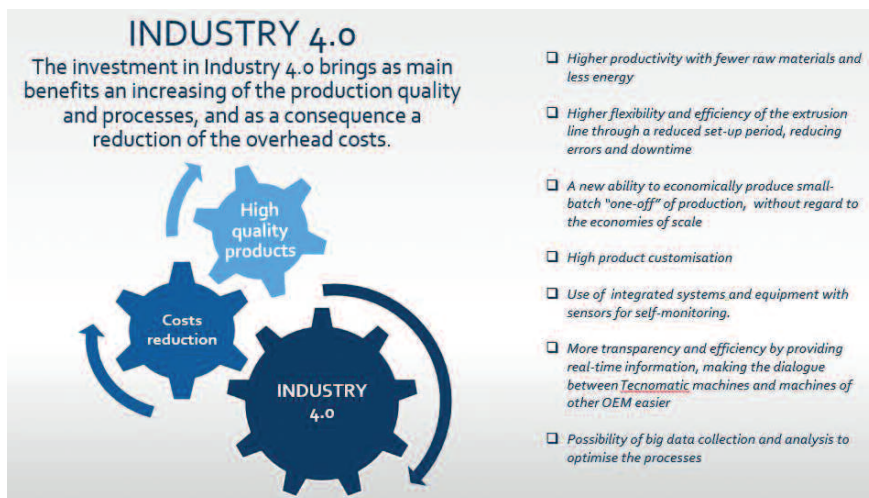 INDUSTRY 4.0
The investment in Industry 4.0 brings as main
benefits an increasing of the production quality
and processes, and as a consequence a
reduction of the overhead costs.
High
quality
products
Costs
reduction
INDUSTRY
4.0
Higher productivity with fewer raw materials and
less energy
Higher flexibility and efficiency of the extrusion
line through a reduced set-up period, reducing
errors and downtime
A new ability to economically produce small-
batch “one-off” of production, without regard to
the economies of scale
High product customisation
Use of integrated systems and equipment with
sensors for self-monitoring.
More transparency and efficiency by providing
real-time information, making the dialogue
between Tecnomatic machines and machines of
other OEM easier
Possibility of big data collection and analysis to
optimise the processes